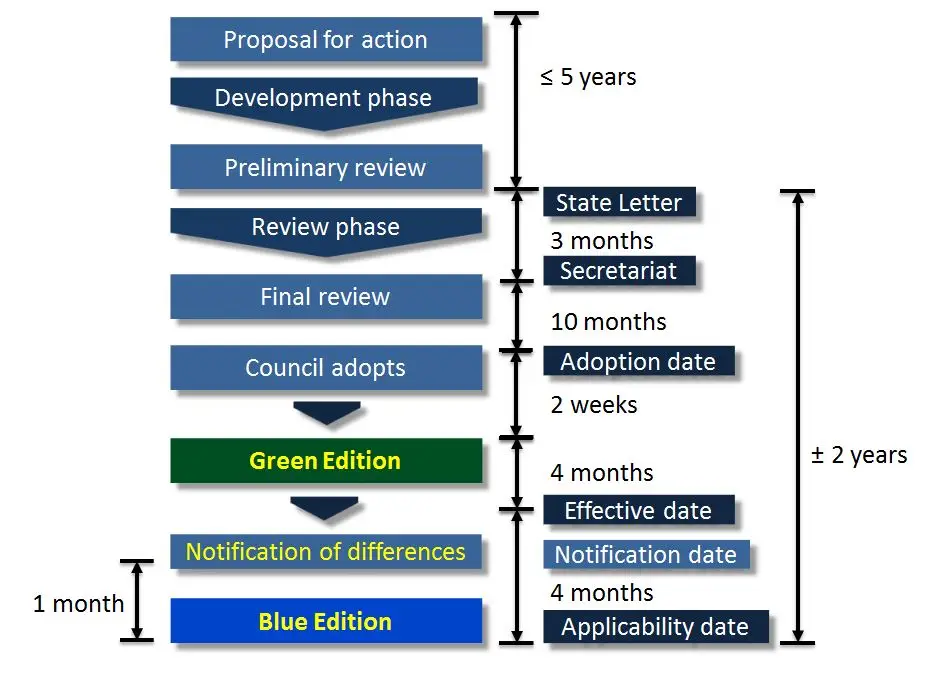 Proposal for action
≤ 5 years
Development phase
Preliminary review
State Letter
Review phase
3 months
Secretariat
Final review
10 months
Council adopts
Adoption date
2 weeks
Green Edition
± 2 years
4 months
Effective date
Notification of differences
Notification date
4 months
1 month
Blue Edition
Applicability date